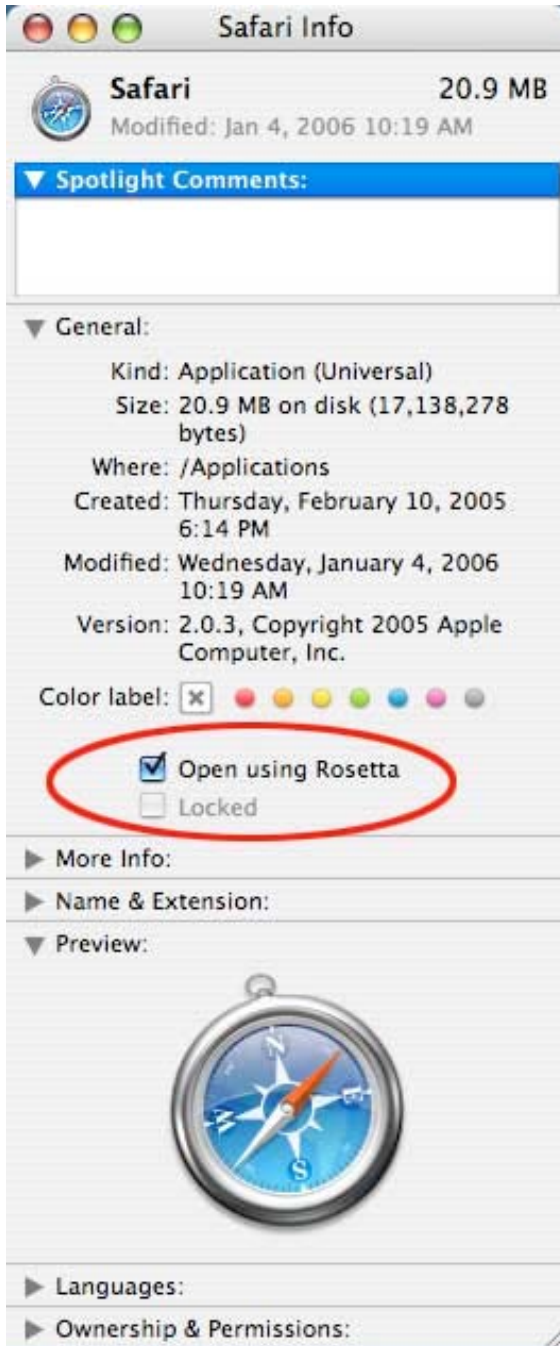 Safari Info
Safari 20.9 MB
Modified: Jan 4, 2006 10:19 AM
Spotlight Comments:
General:
Kind: Application (Universal)
Size: 20.9 MB on disk (17,138,278
bytes)
Where: /Applications
Created: Thursday, February 10, 2005
6:14 PM
Modified: Wednesday, January 4, 2006
10:19 AM
Version: 2.0.3, Copyright 2005 Apple
Computer, Inc.
Color label:
Open using Rosetta
Locked
More Info:
Name & Extension:
Preview:
N
E
W
S
Languages:
Ownership & Permissions: